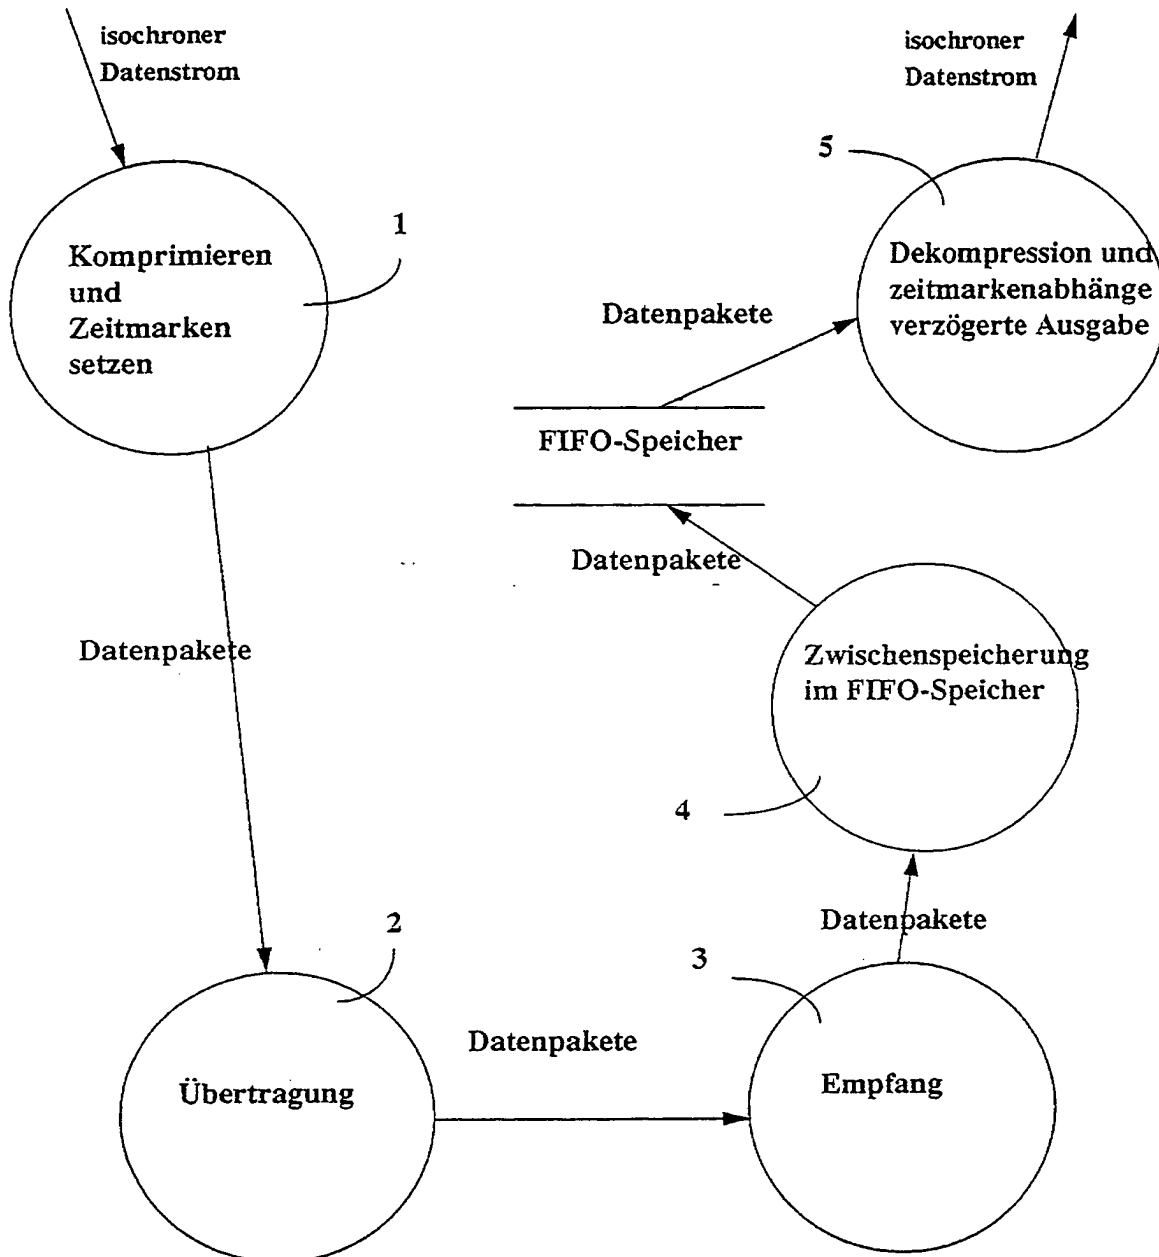 isochroner
Datenstrom
1
Komprimieren
und
Zeitmarken
setzen
Datenpakete
2
Übertragung
Datenpakete
3
Empfang
Datenpakete
4
Zwischenspeicherung
im FIFO-Speicher
Datenpakete
FIFO-Speicher
Datenpakete
5
Dekompression und
zeitmarkenabhänge
verzögerte Ausgabe
isochroner
Datenstrom